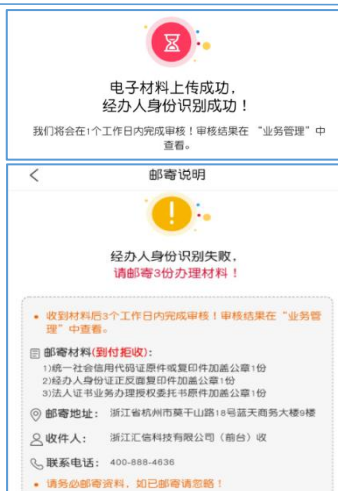 电子材料上传成功，
经办人身份识别成功！
我们将会在1个工作日内完成审核！审核结果在 “业务管理”中
查看。
邮寄说明
经办人身份识别失败，
请邮寄3份办理材料！
• 收到材料后3个工作日内完成审核！审核结果在“业务管
理”中查看。
邮寄材料(到付拒收)：
1)统一社会信用代码证原件或复印件加盖公章1份
2)经办人身份证正反面复印件加盖公章1份
3)法人证书业务办理授权委托书原件加盖公章1份
邮寄地址： 浙江省杭州市莫干山路18号蓝天商务大楼9楼
收件人： 浙江汇信科技有限公司（前台）收
联系电话： 400-888-4636
• 请务必邮寄资料，如已邮寄请忽略！